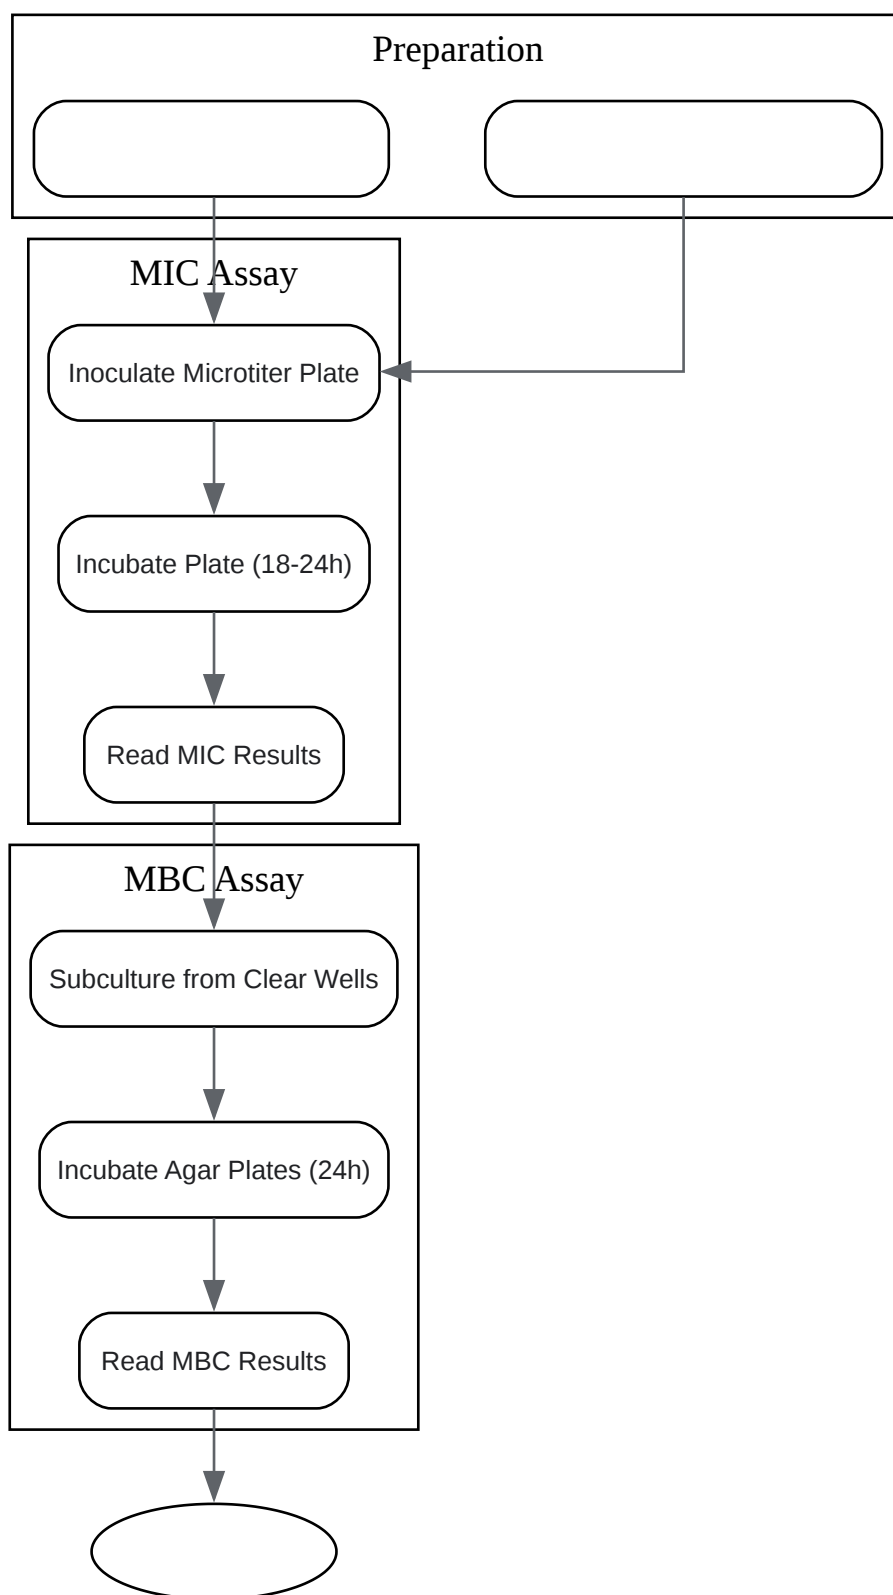 Preparation
MIC Assay
Inoculate Microtiter Plate
Incubate Plate (18-24h)
Read MIC Results
MBC Assay
Subculture from Clear Wells
Incubate Agar Plates (24h)
Read MBC Results